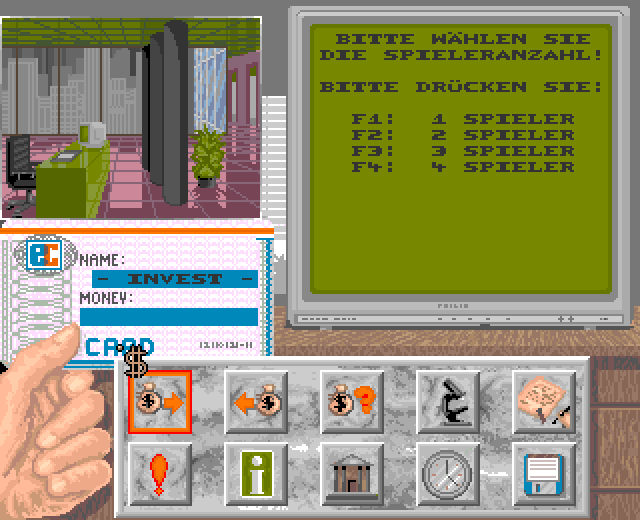 BITTE WÄHLEN SIE
DIE SPIELERANZAHL!
BITTE DRÜCKEN SIE:
F1: 1 SPIELER
F2: 2 SPIELER
F3: 3 SPIELER
F4: 4 SPIELER
ec
NAME:
- INVEST -
MONEY:
CARD